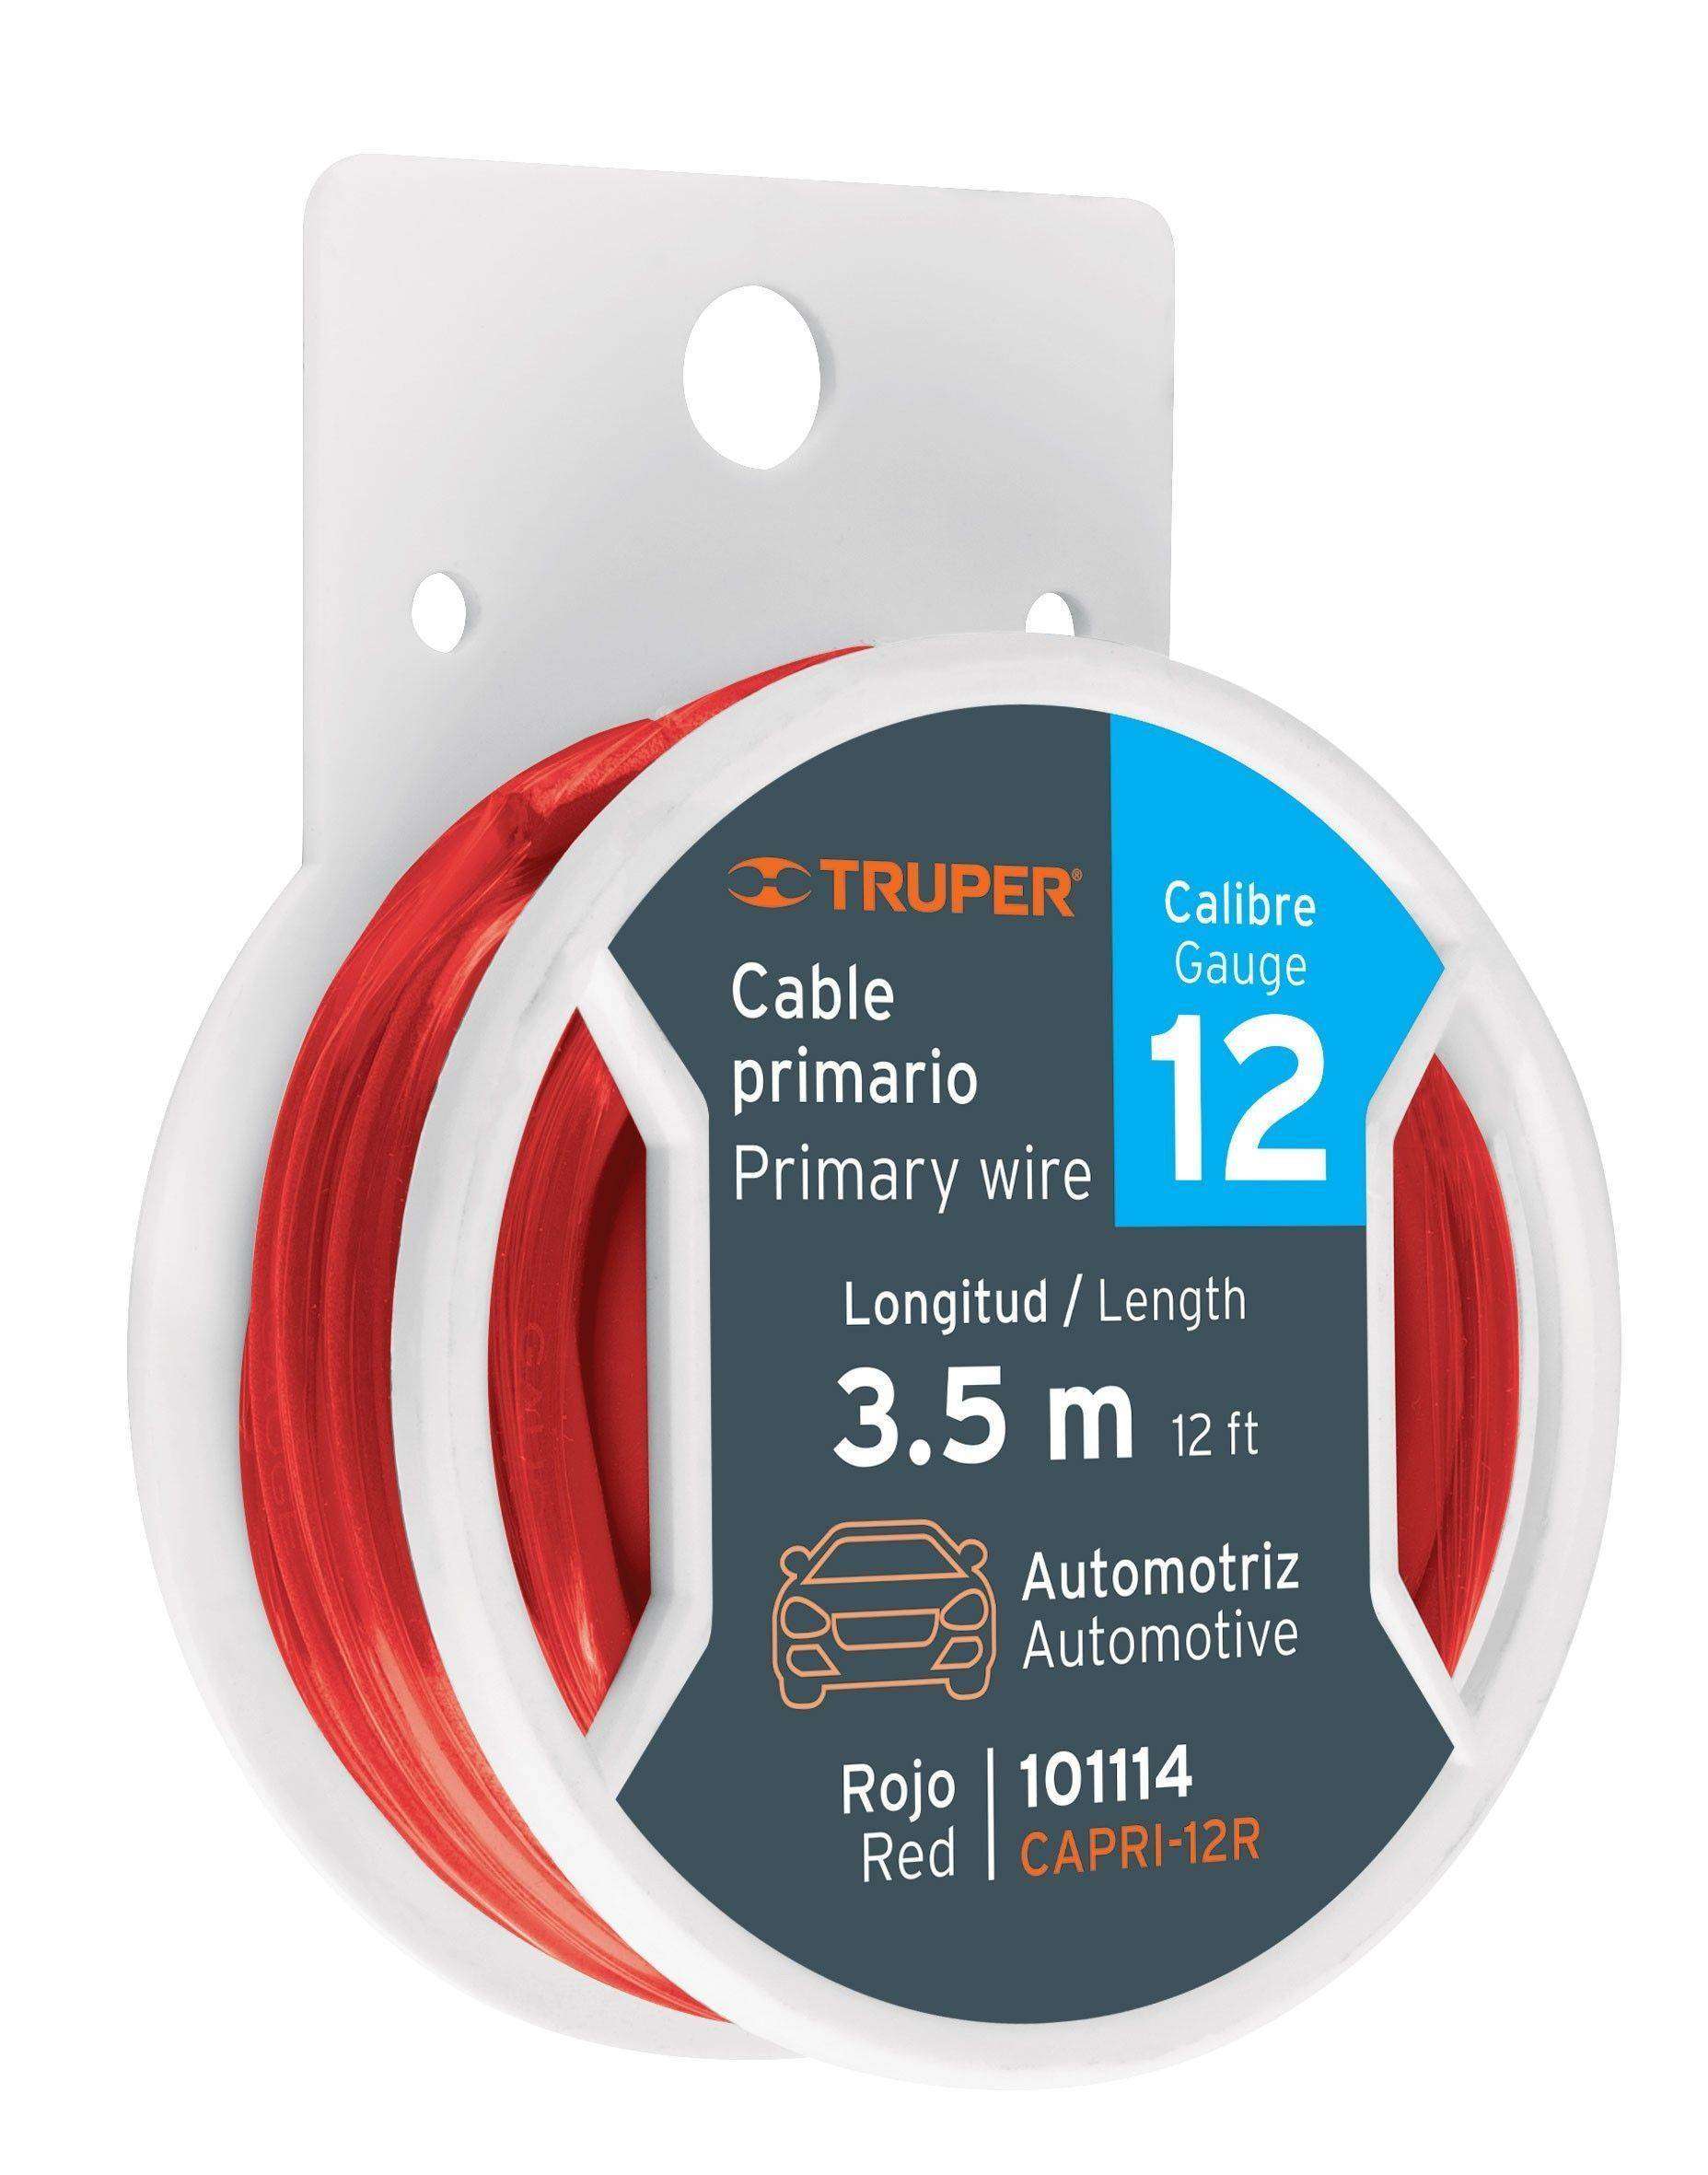 TRUPER®
Cable
primario
Primary wire
Calibre
Gauge
12
Longitud / Length
3.5 m 12 ft
Automotriz
Automotive
Rojo
Red
101114
CAPRI-12R